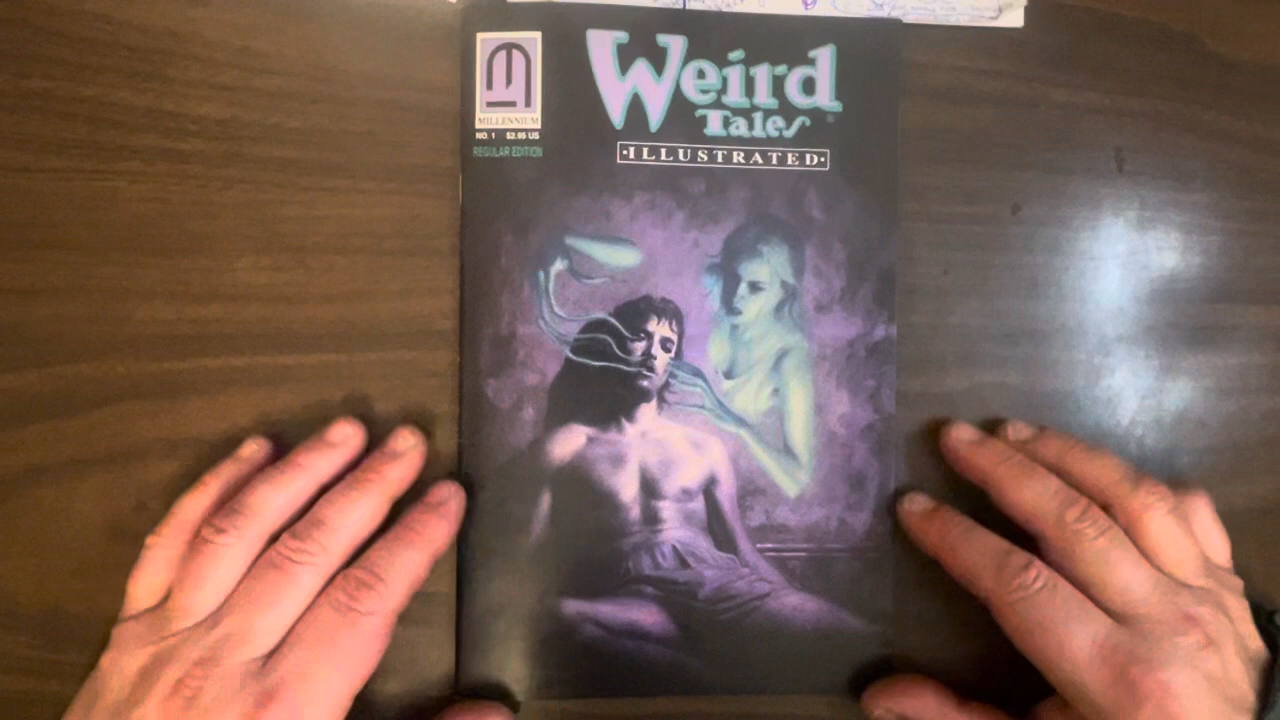 Weird
Tales
·ILLUSTRATED·
MILLENNIUM
NO. 1 $2.95 US
REGULAR EDITION